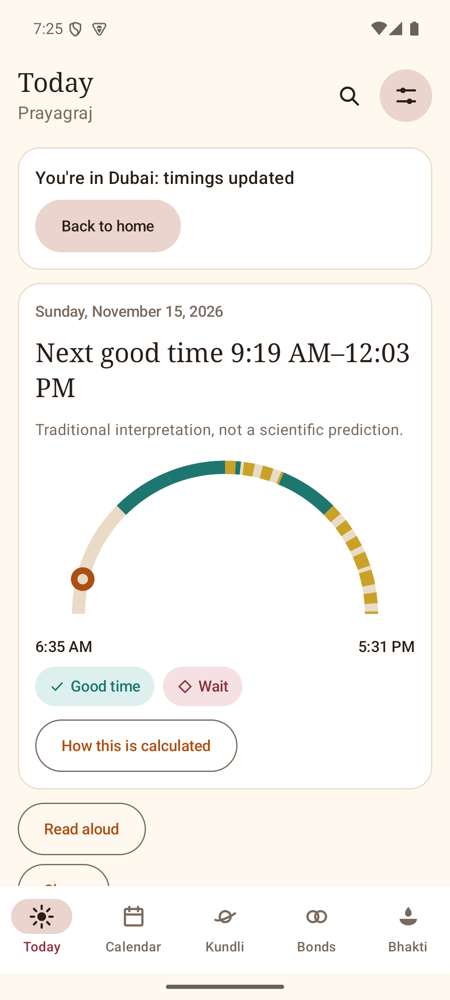 7:25
Today
Prayagraj
You're in Dubai: timings updated
Back to home
Sunday, November 15, 2026
Next good time 9:19 AM–12:03
PM
Traditional interpretation, not a scientific prediction.
6:35 AM
5:31 PM
Good time
Wait
How this is calculated
Read aloud
Today
Calendar
Kundli
Bonds
Bhakti